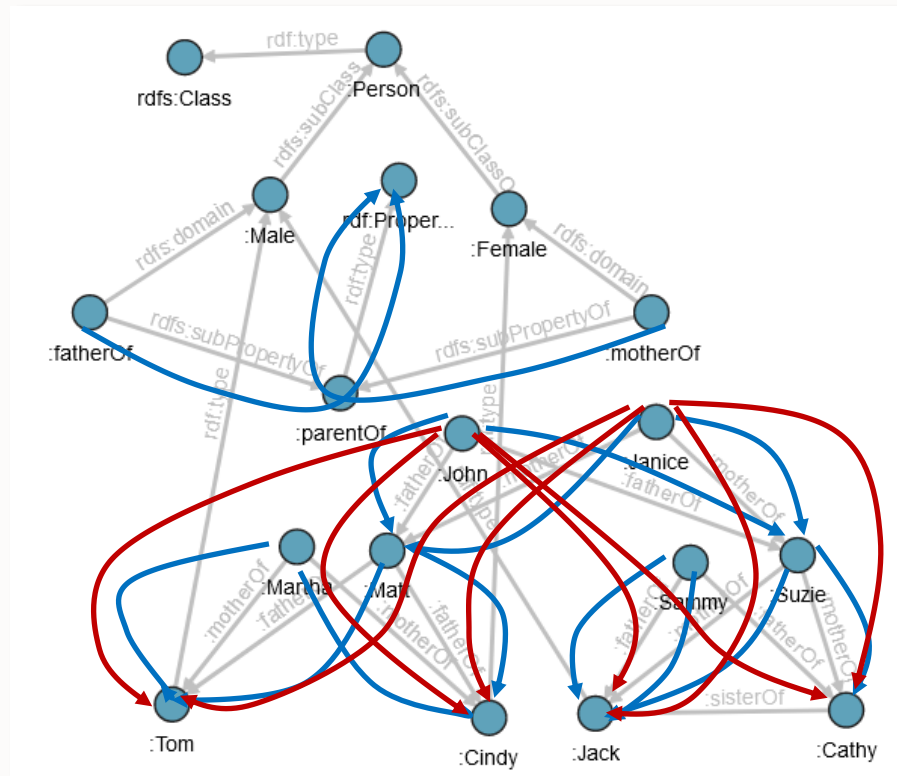 rdf:type
:Person
rdfs:Class
rdfs:subClass
rdfs:subClassO
:Male
rdf:Proper...
:Female
rdfs:domain
rdfs:domain
rdf:type
:fatherOf
rdfs:subPropertyOf
rdfs:subPropertyOf
:motherOf
rdf:type
type
:parentOf
:John
:Janice
:fatherOf
:motherOf
:fatherOf
:motherOf
:Martha
:Matt
:Sammy
:Suzie
:motherOf
:fatherOf
:motherOf
:fatherOf
:fatherOf
:fatherOf
:motherOf
:sisterOf
:Tom
:Cindy
:Jack
:Cathy